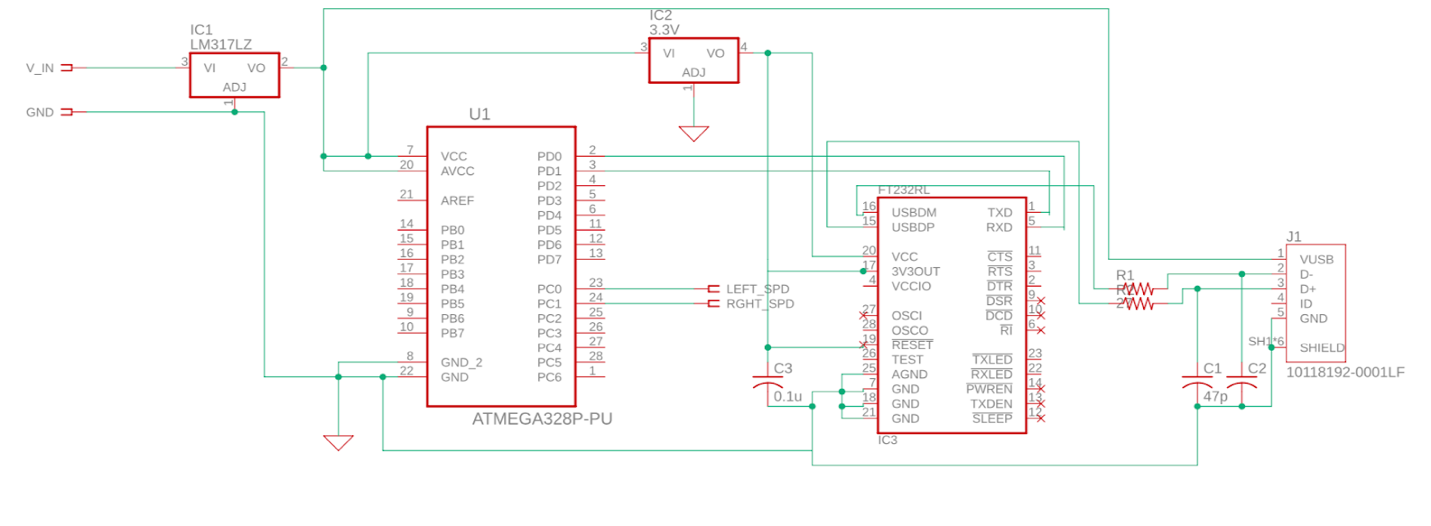 IC1
LM317LZ
V_IN
3
VI
VO
2
ADJ
1
GND
IC2
3.3V
3
VI
VO
4
ADJ
1
U1
7
VCC
PD0
2
20
AVCC
PD1
3
PD2
4
21
AREF
PD3
5
PD4
6
14
PB0
PD5
11
15
PB1
PD6
12
16
PB2
PD7
13
17
PB3
18
PB4
PC0
23
19
PB5
PC1
24
9
PB6
PC2
25
10
PB7
PC3
26
PC4
27
8
GND_2
PC5
28
22
GND
PC6
1
ATMEGA328P-PU
LEFT_SPD
RGHT_SPD
C3
0.1u
FT232RL
16
USBDM
TXD
1
15
USBDP
RXD
5
20
VCC
CTS
11
17
3V3OUT
RTS
3
4
VCCIO
DTR
2
DSR
9
27
OSCI
DCD
10
28
OSCO
RI
6
19
RESET
26
TEST
TXLED
23
25
AGND
RXLED
22
7
GND
PWREN
14
18
GND
TXDEN
13
21
GND
SLEEP
12
IC3
R1
J1
1
VUSB
2
D-
3
D+
4
ID
5
GND
SH1*6
SHIELD
10118192-0001LF
C1
47p
C2